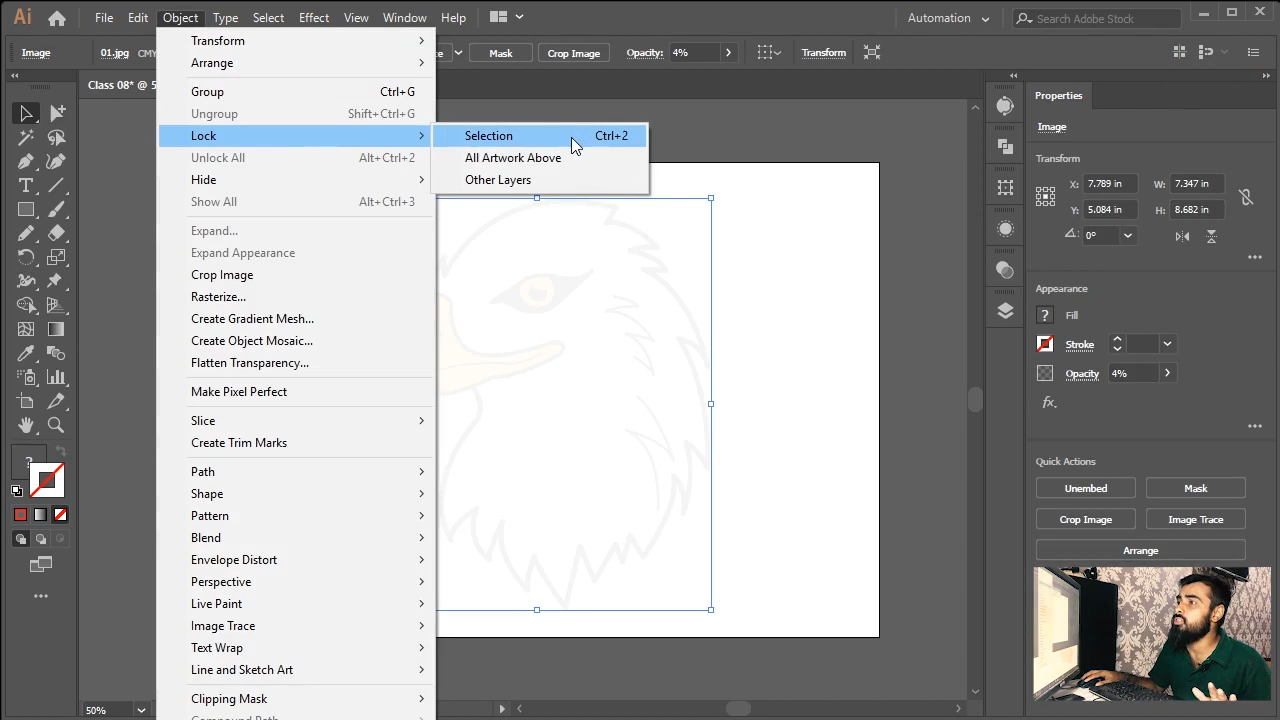 Ai File Edit Object Type Select Effect View Window Help Automation Search Adobe Stock
Image 01.jpg CMY Mask Crop Image Opacity: 4% Transform
Class 08* @ 5
Transform
Arrange
Group Ctrl+G
Ungroup Shift+Ctrl+G
Lock
Unlock All Alt+Ctrl+2
Hide
Show All Alt+Ctrl+3
Expand...
Expand Appearance
Crop Image
Rasterize...
Create Gradient Mesh...
Create Object Mosaic...
Flatten Transparency...
Make Pixel Perfect
Slice
Create Trim Marks
Path
Shape
Pattern
Blend
Envelope Distort
Perspective
Live Paint
Image Trace
Text Wrap
Line and Sketch Art
Clipping Mask
Selection Ctrl+2
All Artwork Above
Other Layers
50%
Properties
Image
Transform
X: 7.789 in W: 7.347 in
Y: 5.084 in H: 8.682 in
0°
Appearance
? Fill
Stroke
Opacity 4%
fx
Quick Actions
Unembed Mask
Crop Image Image Trace
Arrange